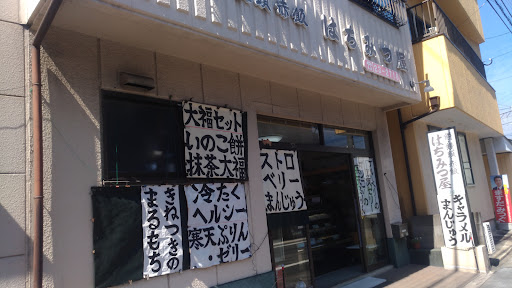 はちみつ屋
大福セット
いのこ餅
抹茶大福
きねつきの
まるもち
冷たく
ヘルシー
寒天ぷりん
・ゼリー
ストロ
ベリー
まんじゅう
はちみつ屋
キャラメル
まんじゅう